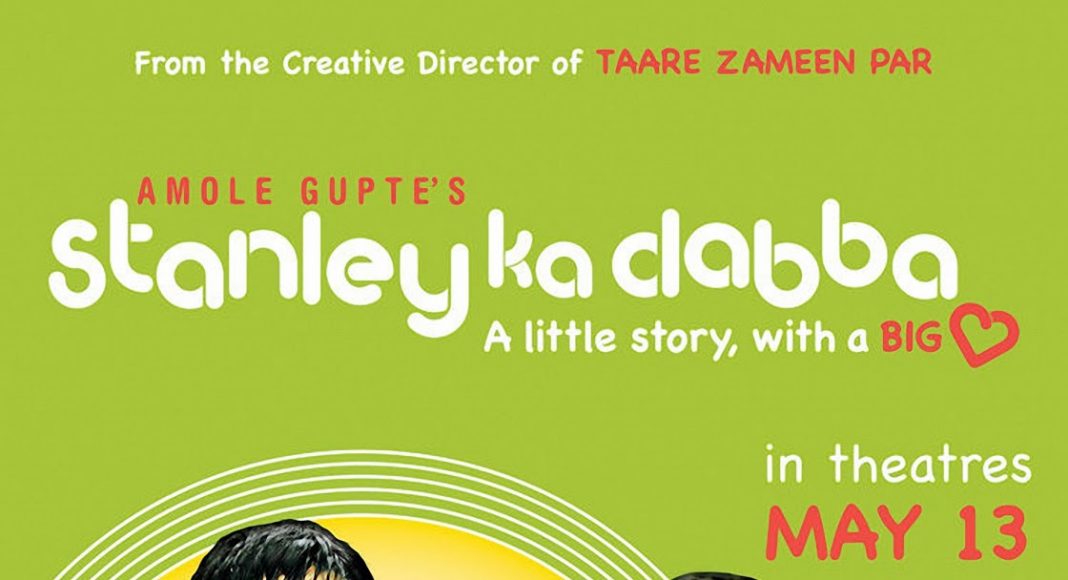 From the Creative Director of TAARE ZAMEEN PAR
AMOLE GUPTE'S
stanley ka dabba
A little story, with a BIG
in theatres
MAY 13